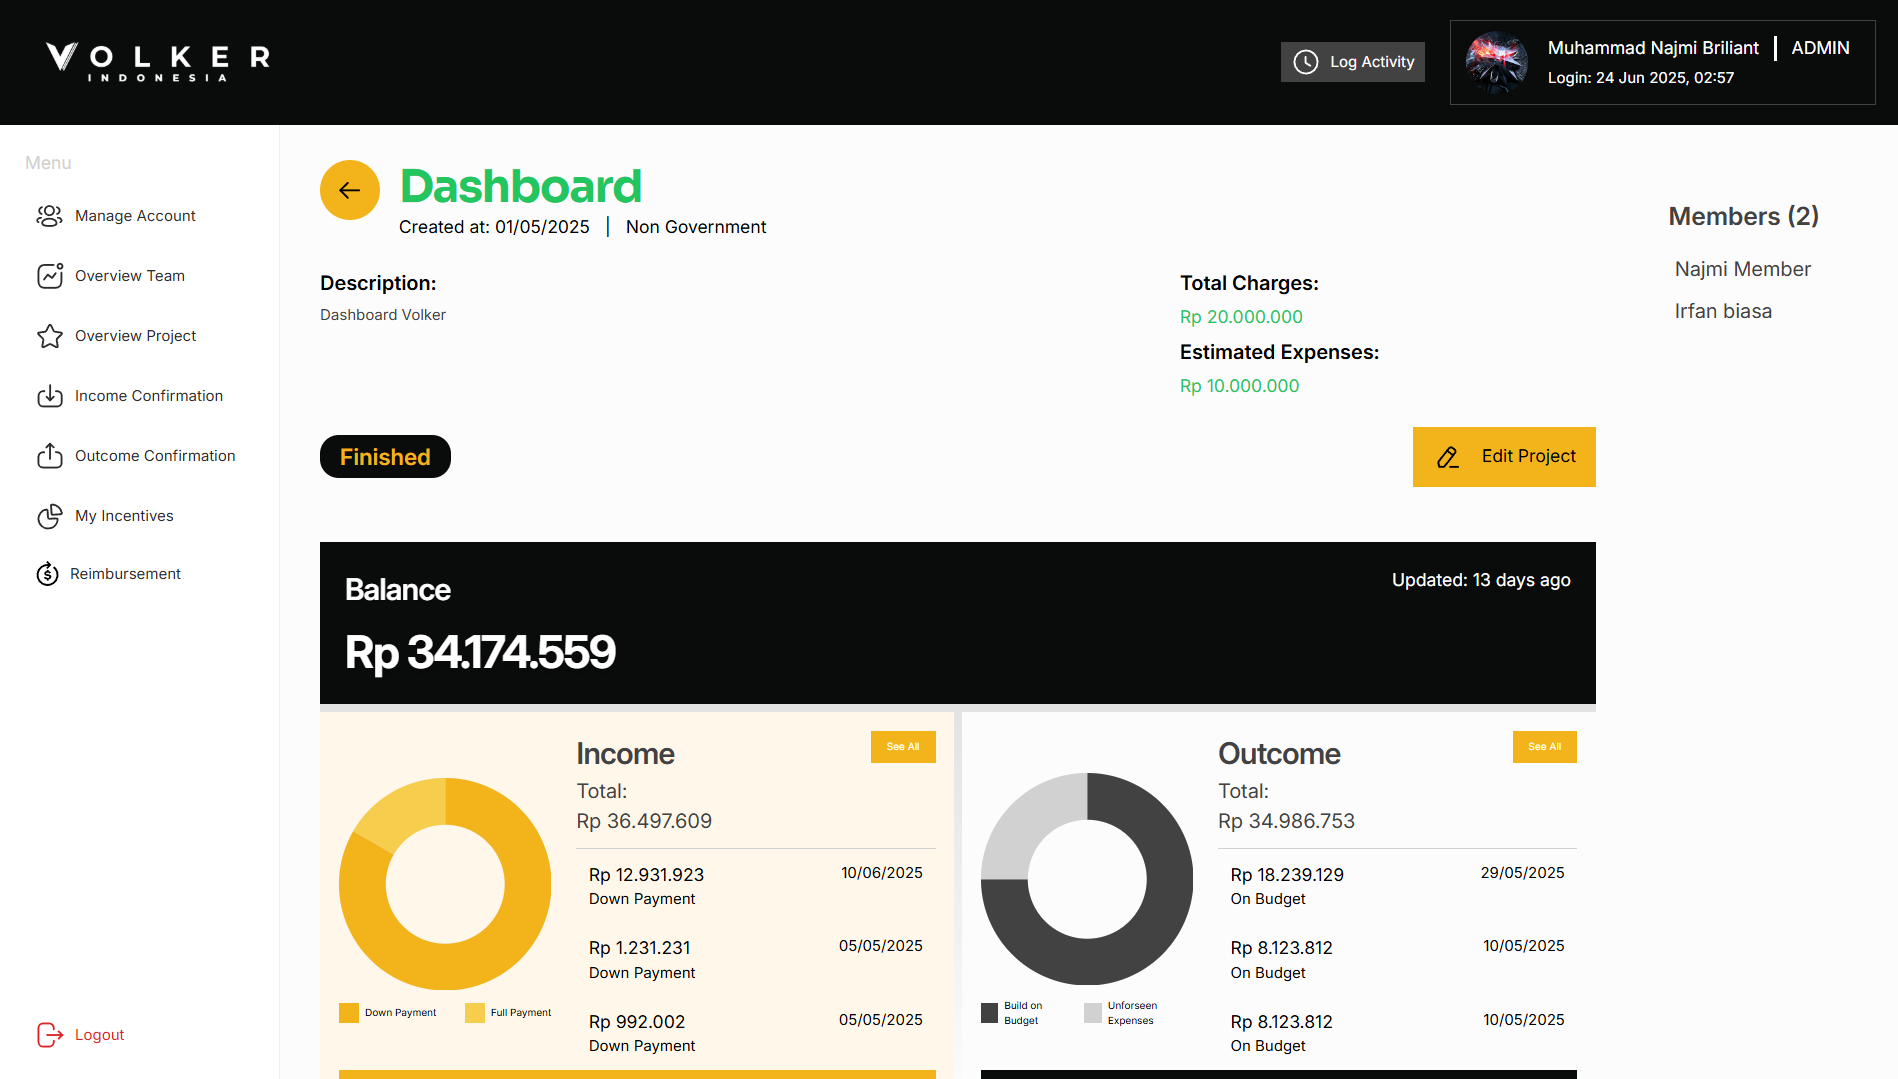 VOLKER
INDONESIA
Log Activity
Muhammad Najmi Briliant | ADMIN
Login: 24 Jun 2025, 02:57
Menu
Manage Account
Overview Team
Overview Project
Income Confirmation
Outcome Confirmation
My Incentives
Reimbursement
Logout
Dashboard
Created at: 01/05/2025 | Non Government
Description:
Dashboard Volker
Total Charges:
Rp 20.000.000
Estimated Expenses:
Rp 10.000.000
Finished
Edit Project
Members (2)
Najmi Member
Irfan biasa
Balance
Updated: 13 days ago
Rp 34.174.559
Income
See All
Total:
Rp 36.497.609
Rp 12.931.923 10/06/2025
Down Payment
Rp 1.231.231 05/05/2025
Down Payment
Rp 992.002 05/05/2025
Down Payment
Down Payment
Full Payment
Outcome
See All
Total:
Rp 34.986.753
Rp 18.239.129 29/05/2025
On Budget
Rp 8.123.812 10/05/2025
On Budget
Rp 8.123.812 10/05/2025
On Budget
Build on
Budget
Unforseen
Expenses